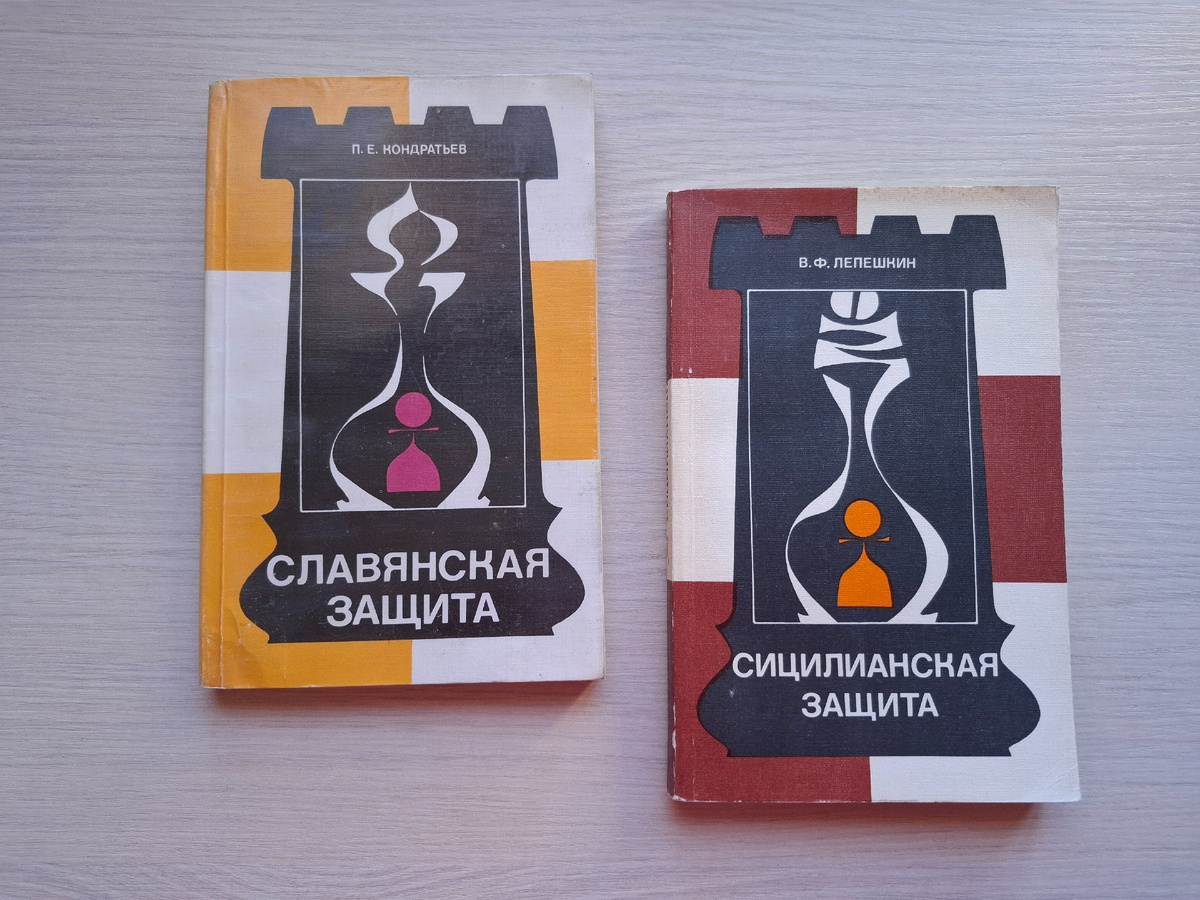 П. Е. КОНДРАТЬЕВ
СЛАВЯНСКАЯ
ЗАЩИТА
В. Ф. ЛЕПЕШКИН
СИЦИЛИАНСКАЯ
ЗАЩИТА